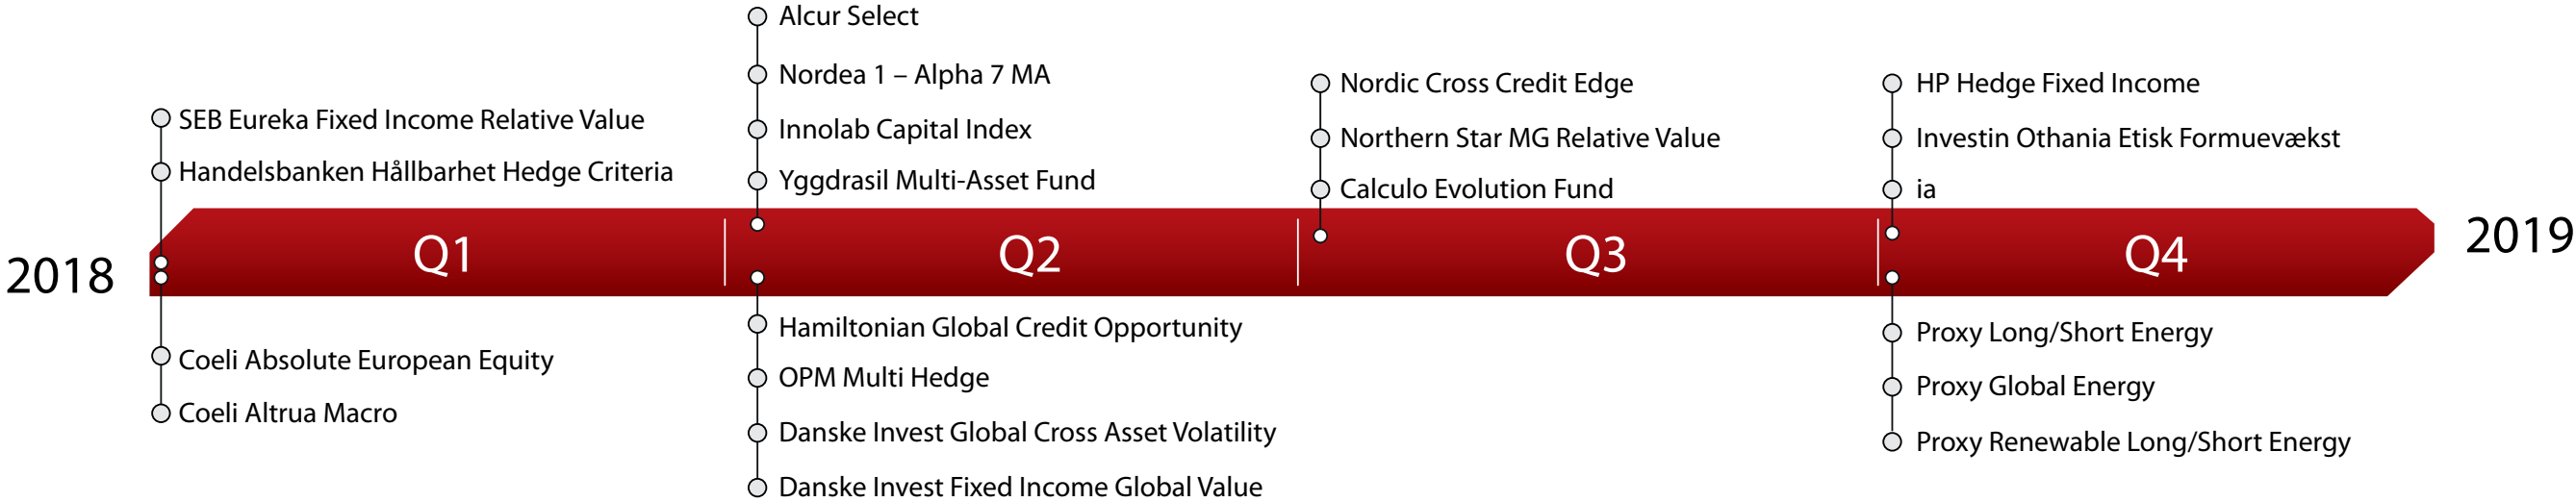 Alcur Select
Nordea 1 – Alpha 7 MA
Innolab Capital Index
Yggdrasil Multi-Asset Fund
SEB Eureka Fixed Income Relative Value
Handelsbanken Hållbarhet Hedge Criteria
Nordic Cross Credit Edge
Northern Star MG Relative Value
Calculo Evolution Fund
HP Hedge Fixed Income
Investin Othania Etisk Formuevækst
ia
2018
Q1
Q2
Q3
Q4
2019
Coeli Absolute European Equity
Coeli Altrua Macro
Hamiltonian Global Credit Opportunity
OPM Multi Hedge
Danske Invest Global Cross Asset Volatility
Danske Invest Fixed Income Global Value
Proxy Long/Short Energy
Proxy Global Energy
Proxy Renewable Long/Short Energy